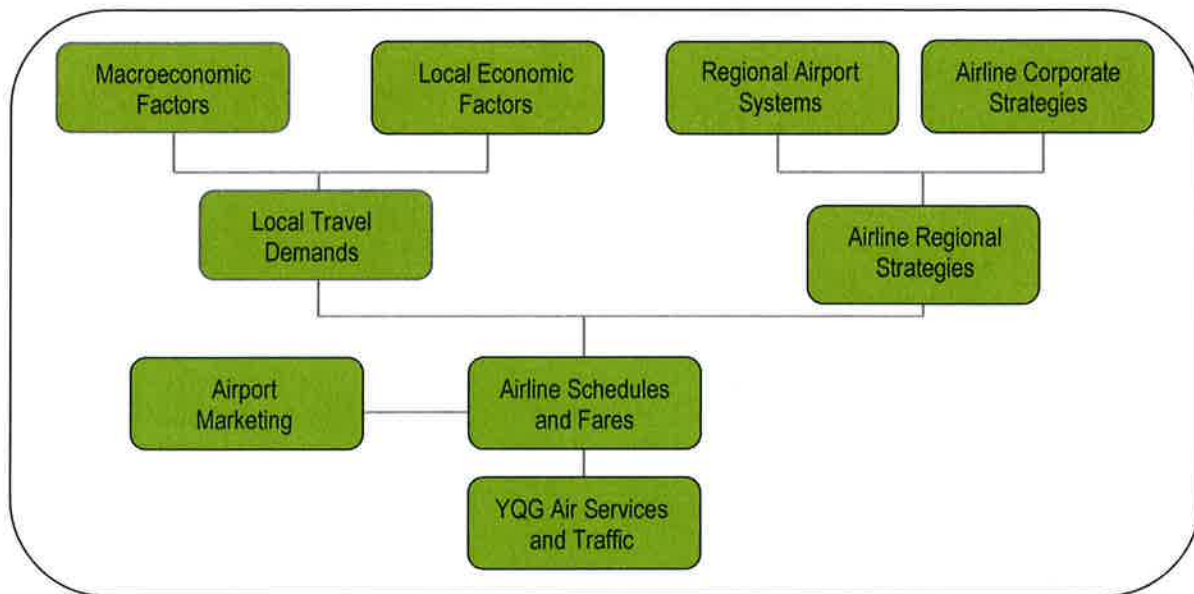 Macroeconomic
Factors
Local Economic
Factors
Regional Airport
Systems
Airline Corporate
Strategies
Local Travel
Demands
Airline Regional
Strategies
Airport
Marketing
Airline Schedules
and Fares
YQG Air Services
and Traffic